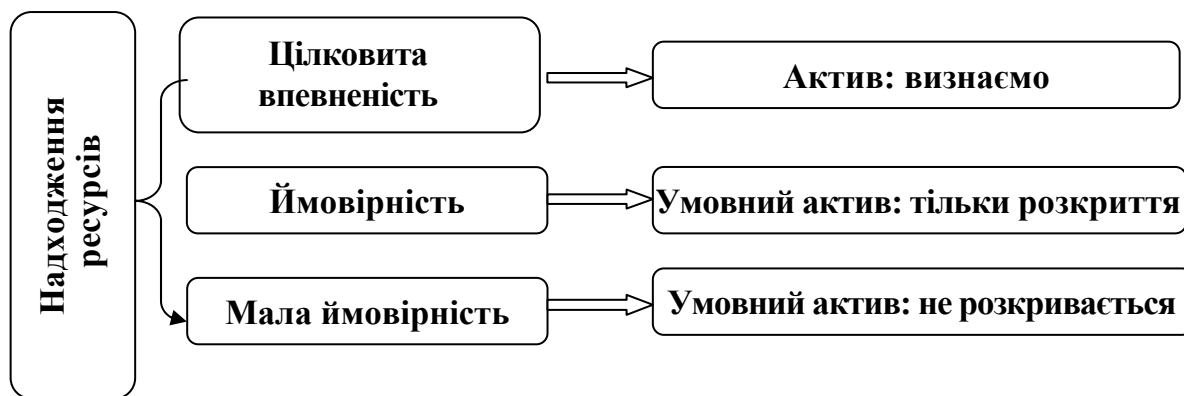 Надходження
ресурсів
Цілковита
впевненість
Актив: визнаємо
Ймовірність
Умовний актив: тільки розкриття
Мала ймовірність
Умовний актив: не розкривається